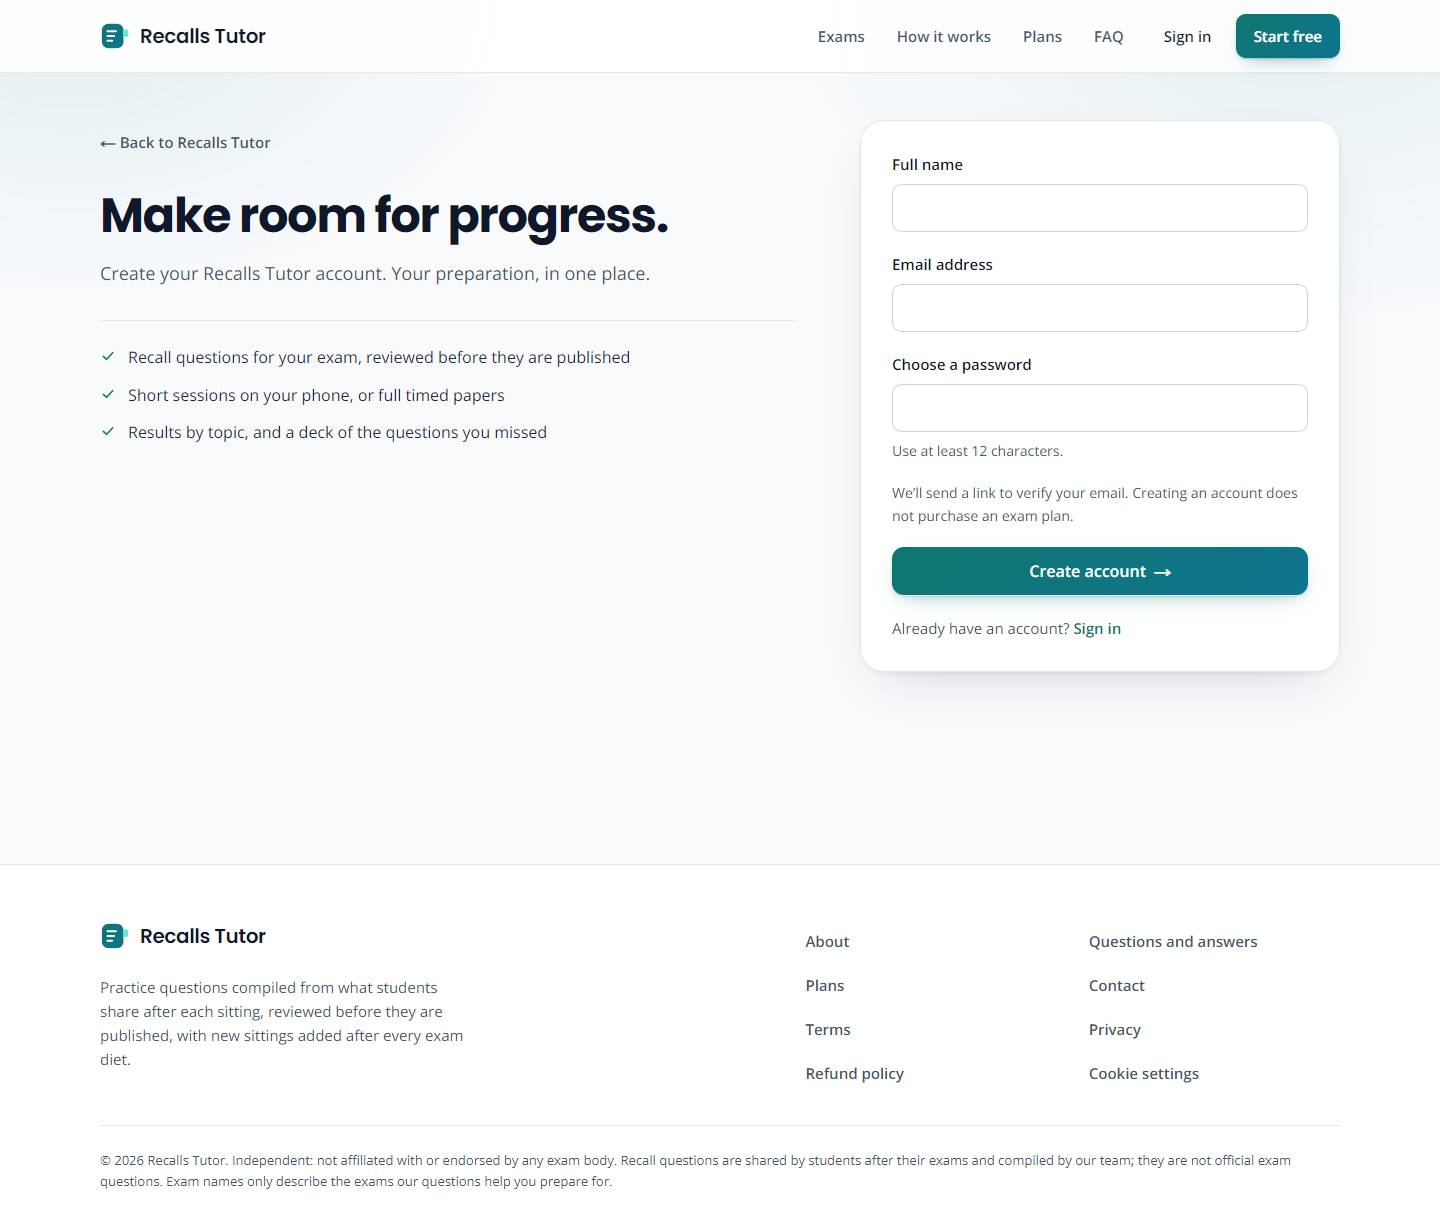 Recalls Tutor
Exams
How it works
Plans
FAQ
Sign in
Start free
← Back to Recalls Tutor
Make room for progress.
Create your Recalls Tutor account. Your preparation, in one place.
Recall questions for your exam, reviewed before they are published
Short sessions on your phone, or full timed papers
Results by topic, and a deck of the questions you missed
Full name
Email address
Choose a password
Use at least 12 characters.
We’ll send a link to verify your email. Creating an account does
not purchase an exam plan.
Create account →
Already have an account? Sign in
Recalls Tutor
Practice questions compiled from what students
share after each sitting, reviewed before they are
published, with new sittings added after every exam
diet.
About
Questions and answers
Plans
Contact
Terms
Privacy
Refund policy
Cookie settings
© 2026 Recalls Tutor. Independent: not affiliated with or endorsed by any exam body. Recall questions are shared by students after their exams and compiled by our team; they are not official exam
questions. Exam names only describe the exams our questions help you prepare for.